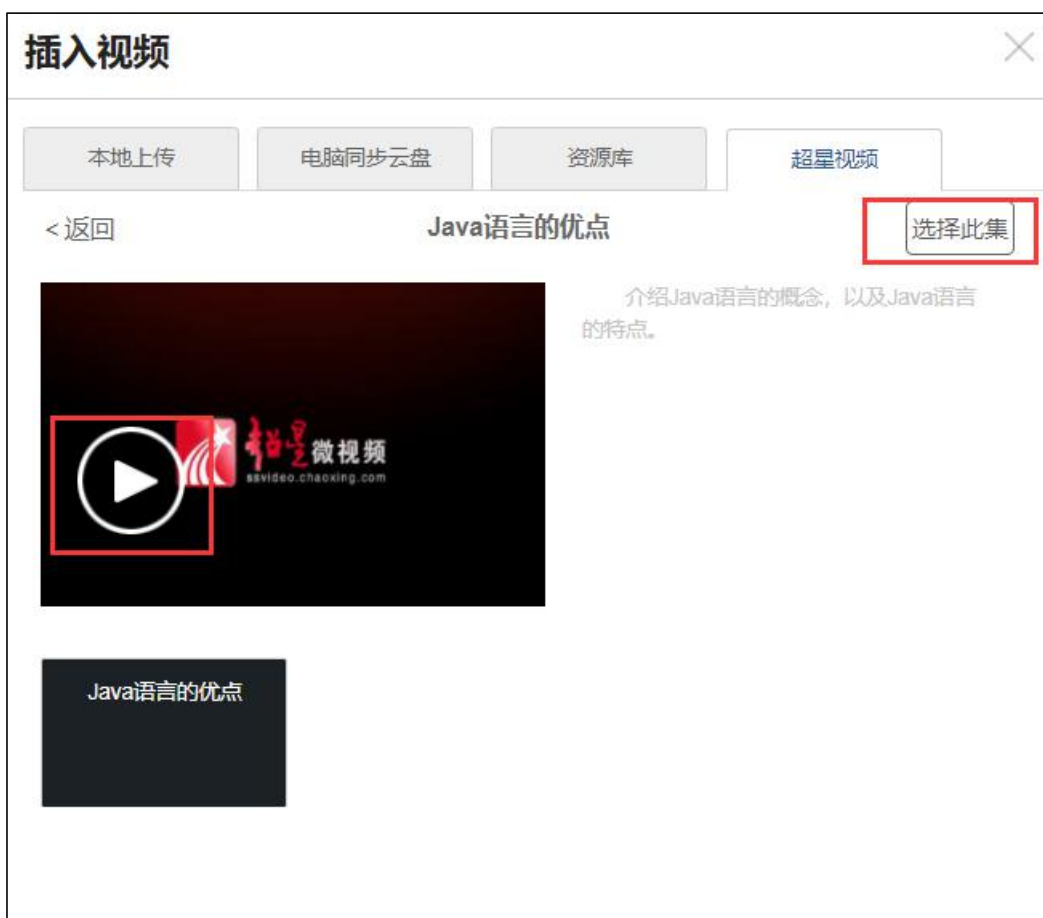 插入视频
本地上传
电脑同步云盘
资源库
超星视频
<返回
Java语言的优点
选择此集
介绍Java语言的概念，以及Java语言
的特点。
超星微视频
ssvideo.chaoxing.com
Java语言的优点